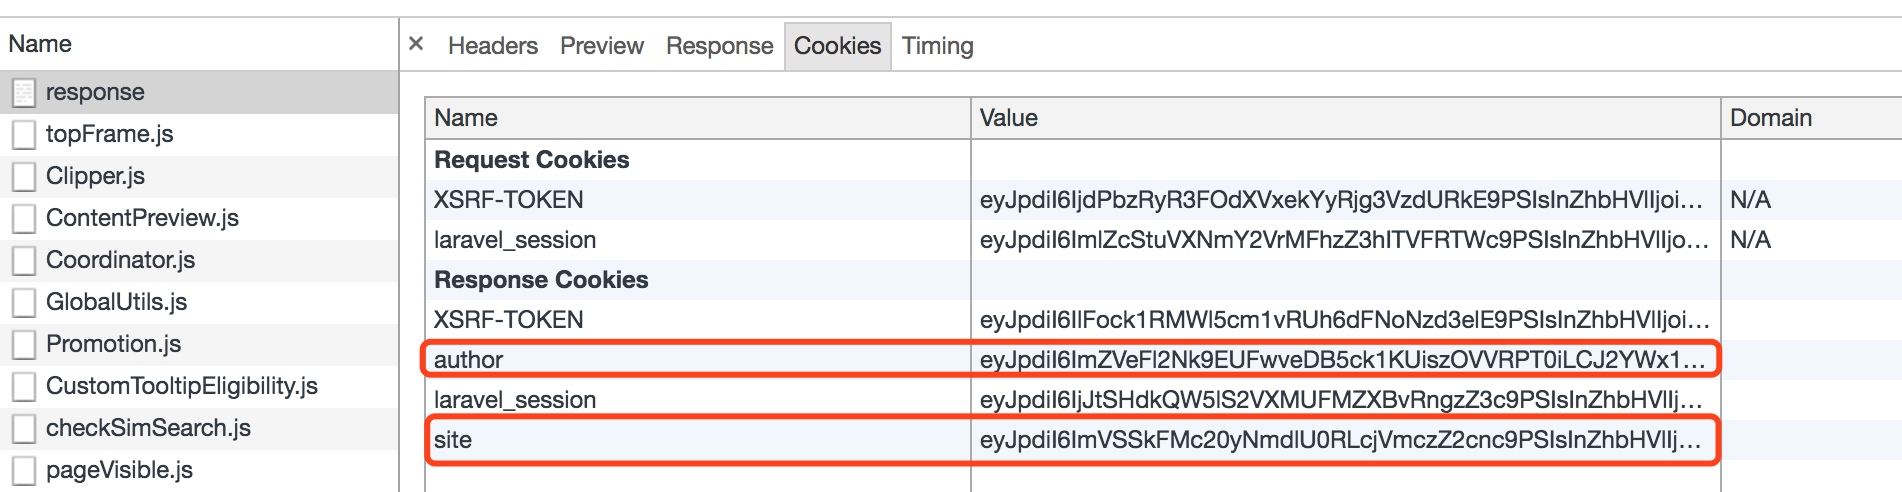 Name
× Headers Preview Response Cookies Timing
response
topFrame.js
Clipper.js
ContentPreview.js
Coordinator.js
GlobalUtils.js
Promotion.js
CustomTooltipEligibility.js
checkSimSearch.js
pageVisible.js
Name Value Domain
Request Cookies
XSRF-TOKEN eyJpdiI6IjdPbzRyR3FOdXVxekYyRjg3VzdURkE9PSIsInZhbHVlIjoi... N/A
laravel_session eyJpdiI6ImlZcStuVXNmY2VrMFhzZ3hITVFRTWc9PSIsInZhbHVlIjo... N/A
Response Cookies
XSRF-TOKEN eyJpdiI6IlFock1RMWl5cm1vRUh6dFNoNzd3elE9PSIsInZhbHVlIjoi...
author eyJpdiI6ImZVeFl2Nk9EUFwveDB5ck1KUiszOVVRPT0iLCJ2YWx1...
laravel_session eyJpdiI6IjJtSHdkQW5lS2VXMUFMZXBvRngzZ3c9PSIsInZhbHVlIj...
site eyJpdiI6ImVSSkFMc20yNmdlU0RLcjVmczZ2cnc9PSIsInZhbHVlIj...